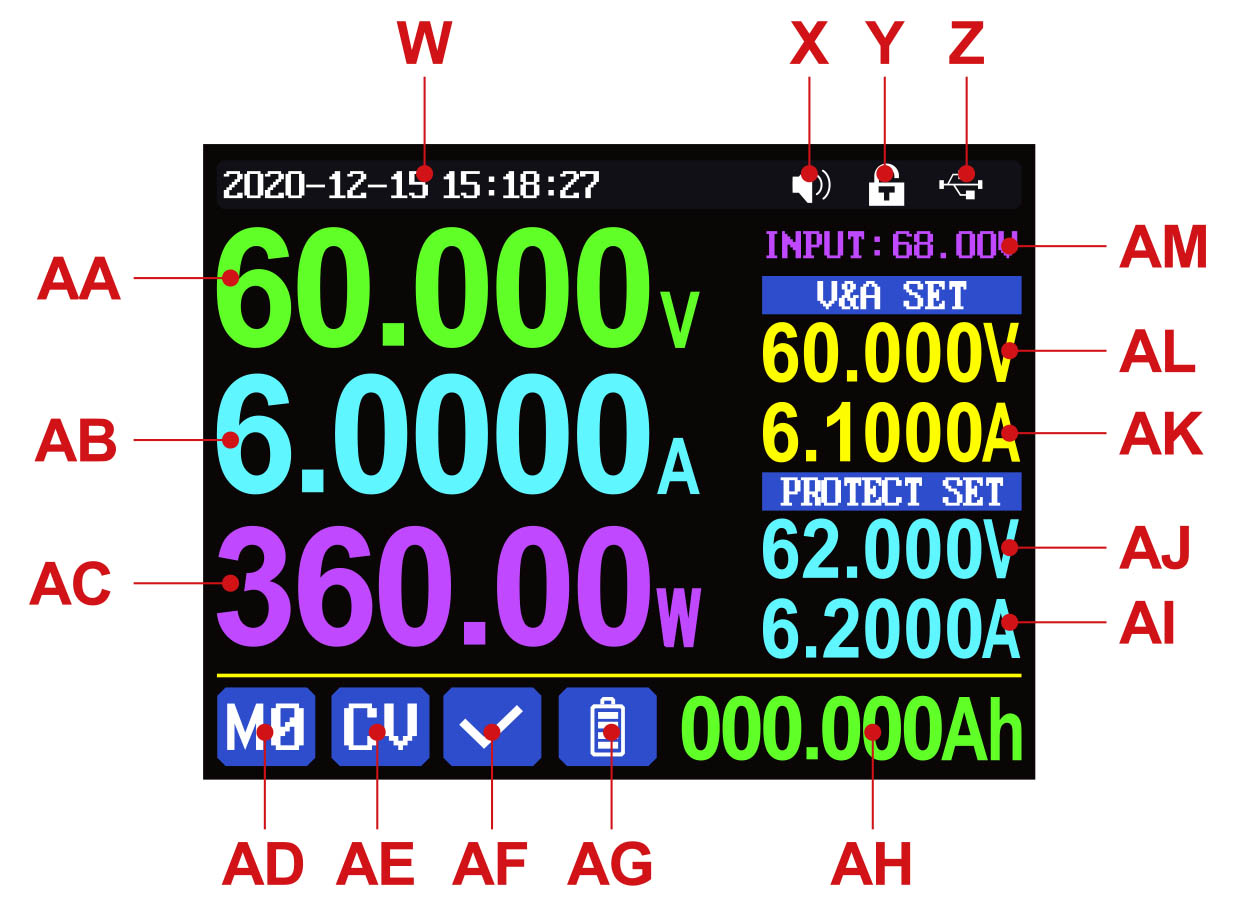 W X Y Z
2020-12-15 15:18:27
INPUT:68.00V
AM
AA
60.000V
V&A SET
60.000V
AL
AB
6.0000A
6.1000A
AK
PROTECT SET
62.000V
AJ
AC
360.00W
6.2000A
AI
M0 CV 000.000Ah
AD AE AF AG AH